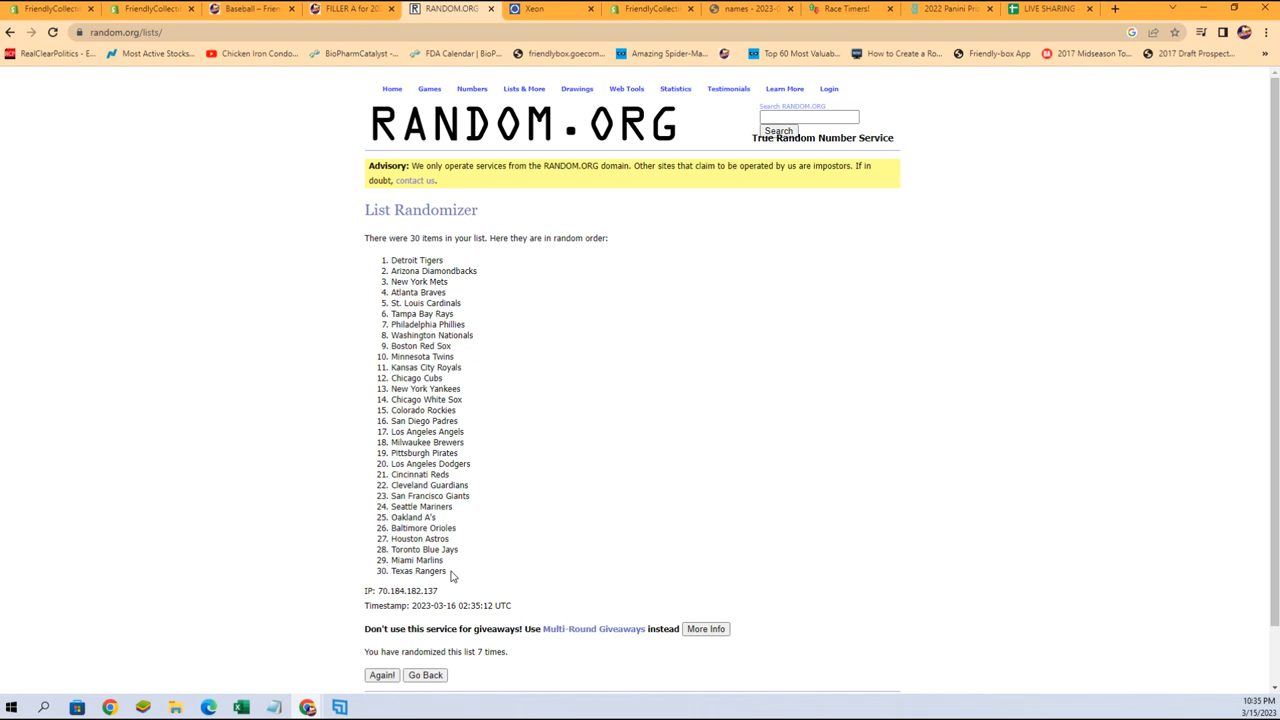 FriendlyCollecti
FriendlyCollecti
Baseball – Frien
FILLER A for 20
RANDOM.ORG
Xeon
FriendlyCollecti
names - 2023-0
Race Timers!
2022 Panini Pri
LIVE SHARING -
random.org/lists/
RealClearPolitics - E...
Most Active Stocks...
Chicken Iron Condo...
BioPharmCatalyst -...
FDA Calendar | BioP...
friendlybox.goecom...
Amazing Spider-Ma...
Top 60 Most Valuab...
How to Create a Ro...
Friendly-box App
2017 Midseason To...
2017 Draft Prospect...
Home Games Numbers Lists & More Drawings Web Tools Statistics Testimonials Learn More Login
RANDOM.ORG
Search RANDOM.ORG
Search
True Random Number Service
Advisory: We only operate services from the RANDOM.ORG domain. Other sites that claim to be operated by us are impostors. If in
doubt, contact us.
List Randomizer
There were 30 items in your list. Here they are in random order:
1. Detroit Tigers
2. Arizona Diamondbacks
3. New York Mets
4. Atlanta Braves
5. St. Louis Cardinals
6. Tampa Bay Rays
7. Philadelphia Phillies
8. Washington Nationals
9. Boston Red Sox
10. Minnesota Twins
11. Kansas City Royals
12. Chicago Cubs
13. New York Yankees
14. Chicago White Sox
15. Colorado Rockies
16. San Diego Padres
17. Los Angeles Angels
18. Milwaukee Brewers
19. Pittsburgh Pirates
20. Los Angeles Dodgers
21. Cincinnati Reds
22. Cleveland Guardians
23. San Francisco Giants
24. Seattle Mariners
25. Oakland A's
26. Baltimore Orioles
27. Houston Astros
28. Toronto Blue Jays
29. Miami Marlins
30. Texas Rangers
IP: 70.184.182.137
Timestamp: 2023-03-16 02:35:12 UTC
Don't use this service for giveaways! Use Multi-Round Giveaways instead More Info
You have randomized this list 7 times.
Again! Go Back
10:35 PM
3/15/2023